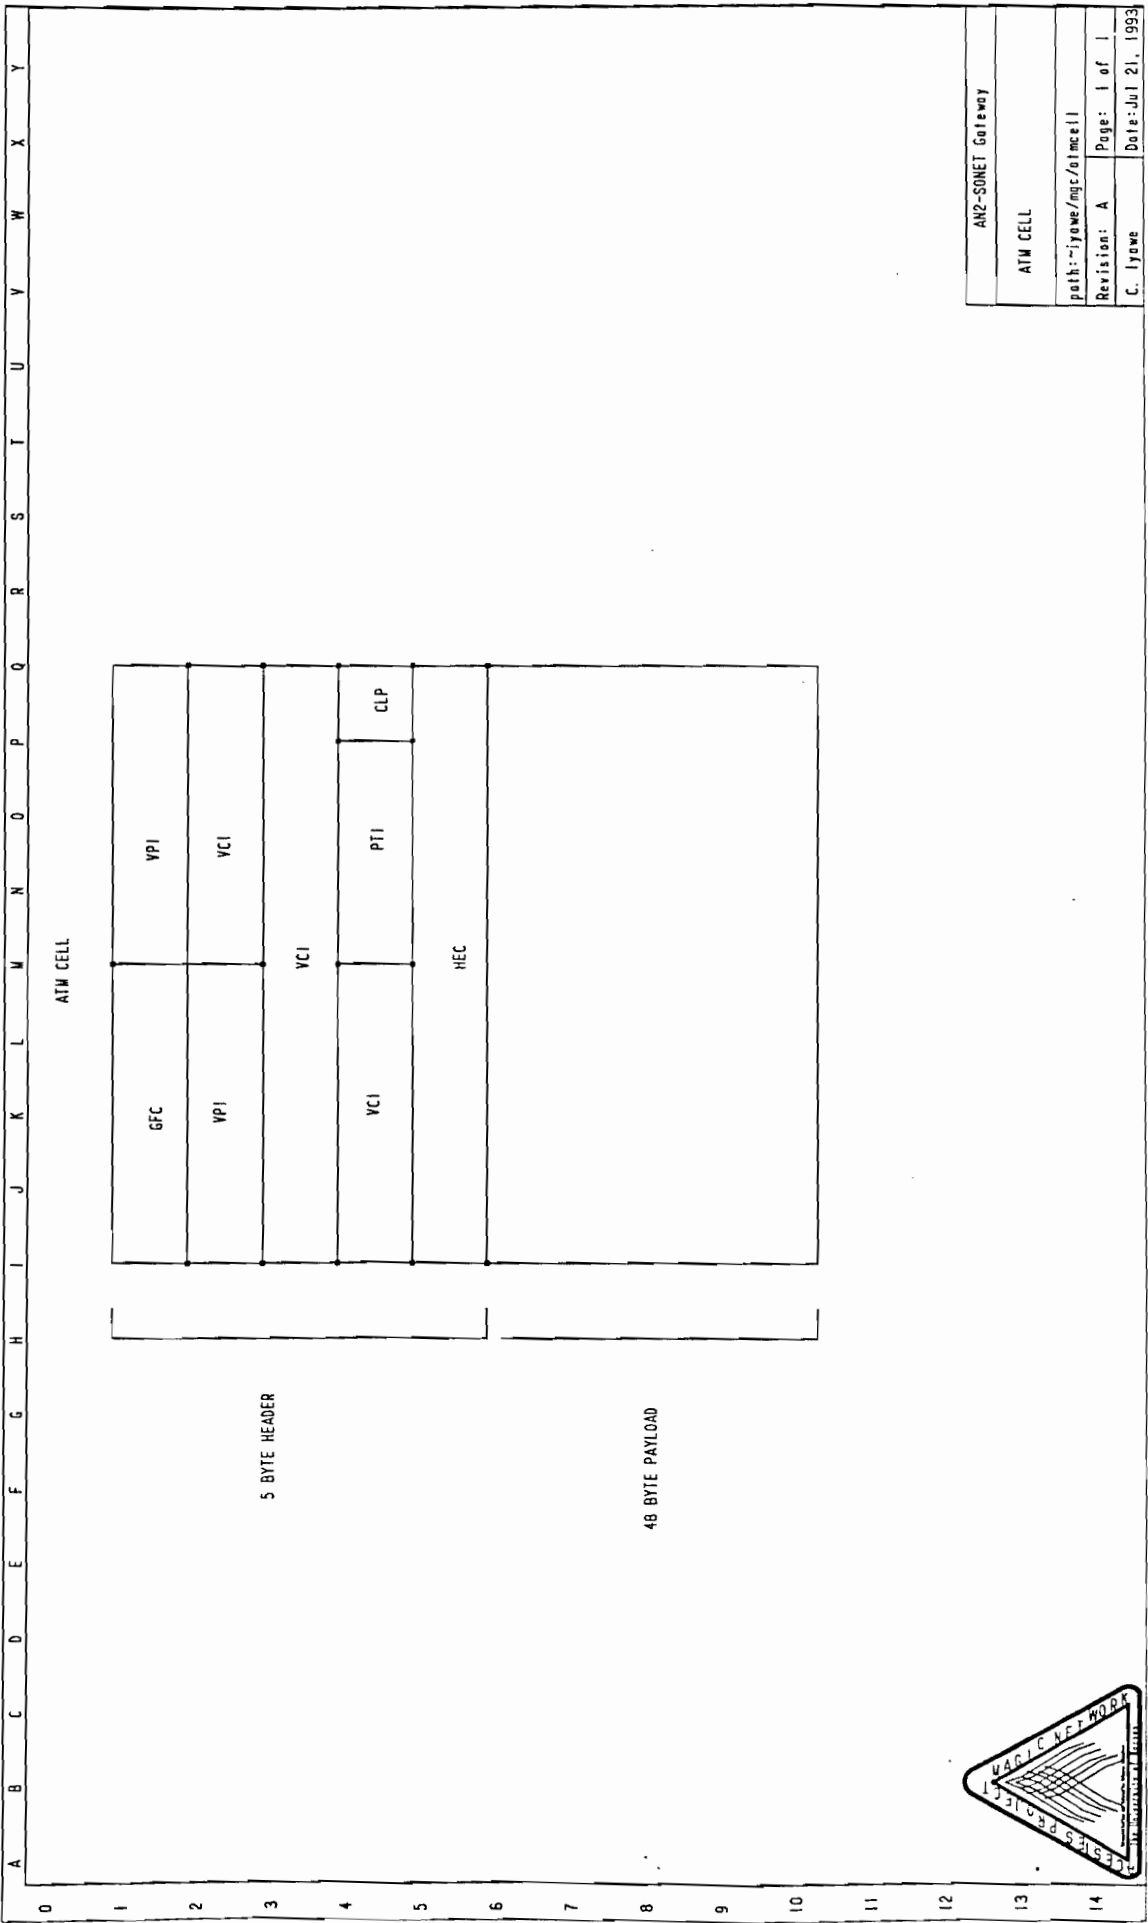 A B C D E F G H I J K L M N O P Q R S T U V W X Y
0
ATM CELL
1
GFC VPI
2
VPI VCI
5 BYTE HEADER
3
VCI
4
VCI PTI CLP
5
HEC
6
7
48 BYTE PAYLOAD
8
9
10
11
12
13
14
MAGIC NETWORK
PROJECT
AN2-SONET Gateway
ATM CELL
path:~iyawe/mgc/atmcell
Revision: A Page: 1 of 1
C. Iyawe Date:Jul 21, 1993